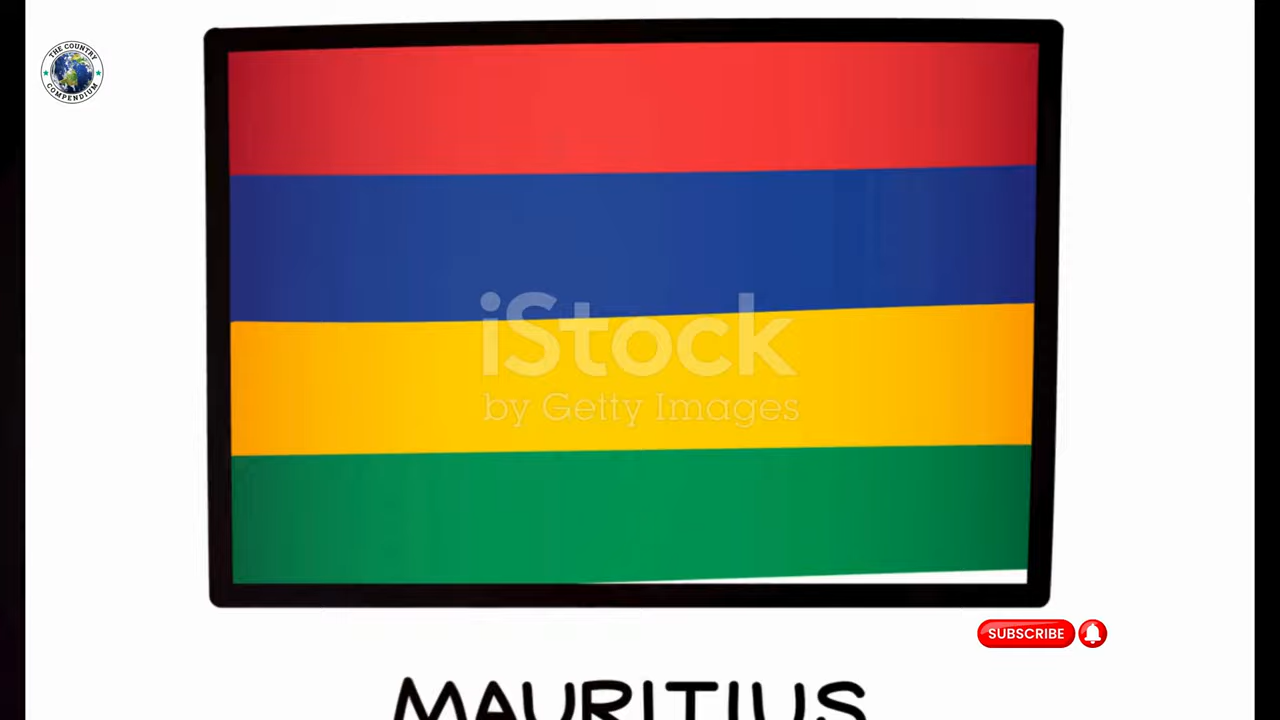 THE COUNTRY
COMPENDIUM
iStock
by Getty Images
SUBSCRIBE
MAURITIUS